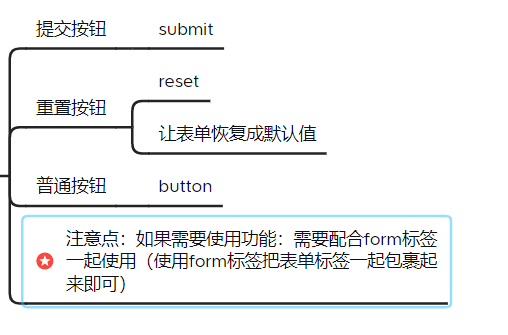 提交按钮 submit
reset
重置按钮
让表单恢复成默认值
普通按钮 button
注意点：如果需要使用功能：需要配合form标签
一起使用（使用form标签把表单标签一起包裹起
来即可）